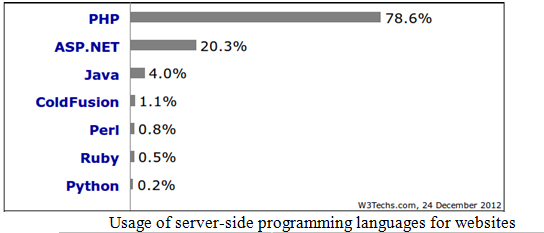 PHP 78.6%
ASP.NET 20.3%
Java 4.0%
ColdFusion 1.1%
Perl 0.8%
Ruby 0.5%
Python 0.2%
W3Techs.com, 24 December 2012
Usage of server-side programming languages for websites